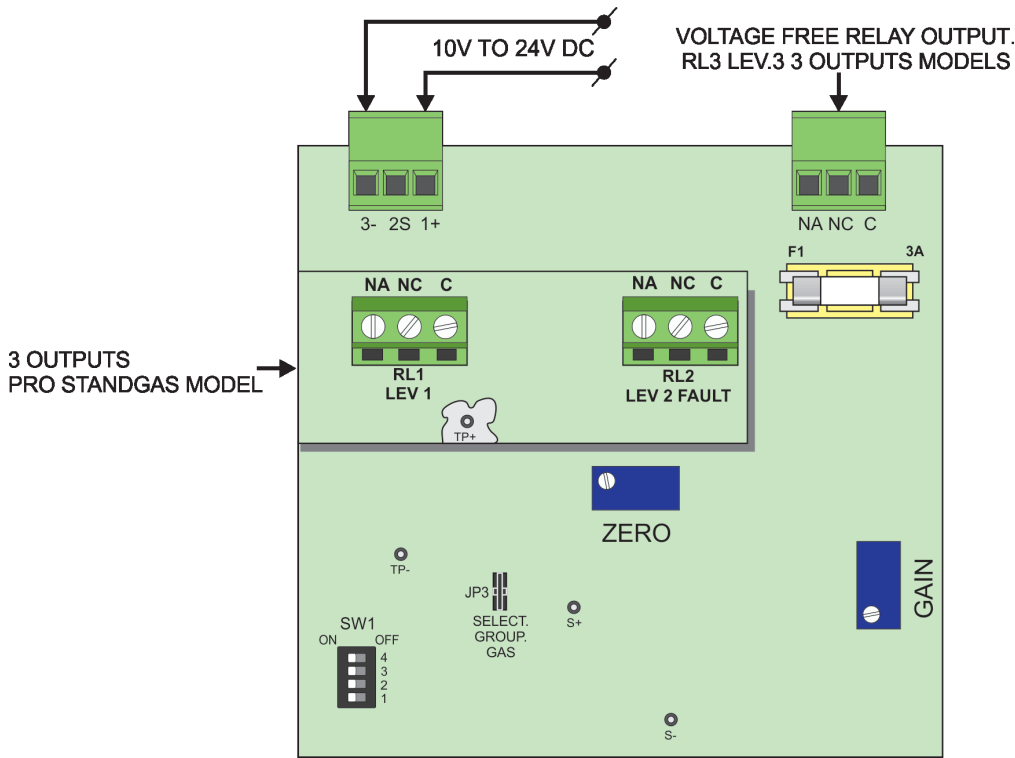 10V TO 24V DC
VOLTAGE FREE RELAY OUTPUT.
RL3 LEV.3 3 OUTPUTS MODELS
3- 2S 1+
NA NC C
F1 3A
NA NC C
NA NC C
3 OUTPUTS
PRO STANDGAS MODEL
RL1
LEV 1
RL2
LEV 2 FAULT
TP+
ZERO
TP-
JP3
SELECT.
GROUP.
GAS
S+
GAIN
SW1
ON OFF
4
3
2
1
S-